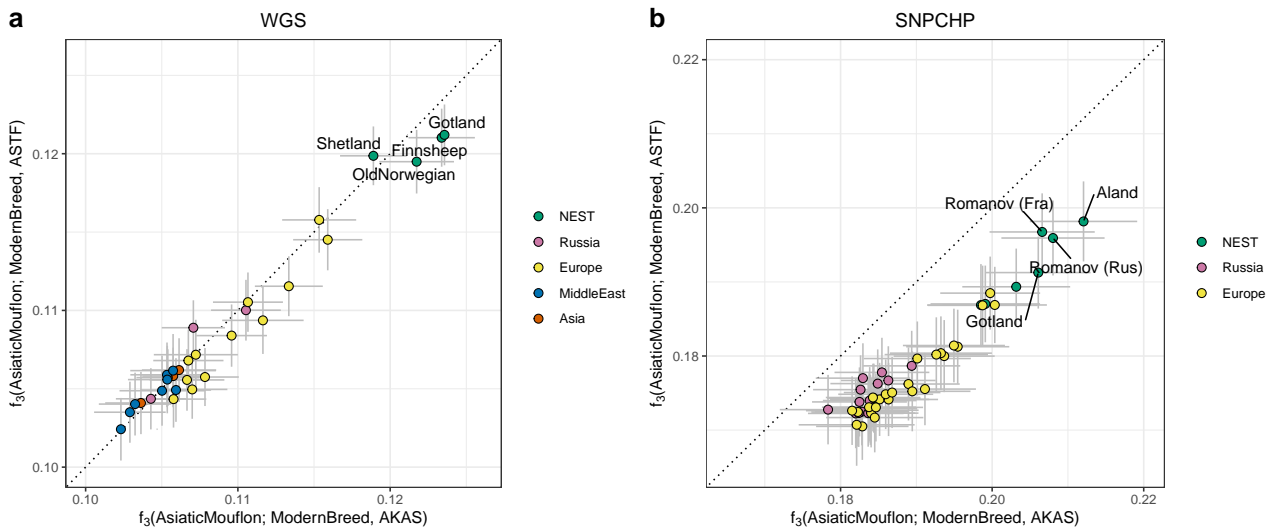 a
WGS
f3(AsiaticMouflon; ModernBreed, ASTF)
0.12
0.11
0.10
Gotland
Shetland
Finnsheep
OldNorwegian
0.10
0.11
0.12
f3(AsiaticMouflon; ModernBreed, AKAS)
NEST
Russia
Europe
MiddleEast
Asia
b
SNPCHP
f3(AsiaticMouflon; ModernBreed, ASTF)
0.22
0.20
0.18
Aland
Romanov (Fra)
Romanov (Rus)
Gotland
0.18
0.20
0.22
f3(AsiaticMouflon; ModernBreed, AKAS)
NEST
Russia
Europe